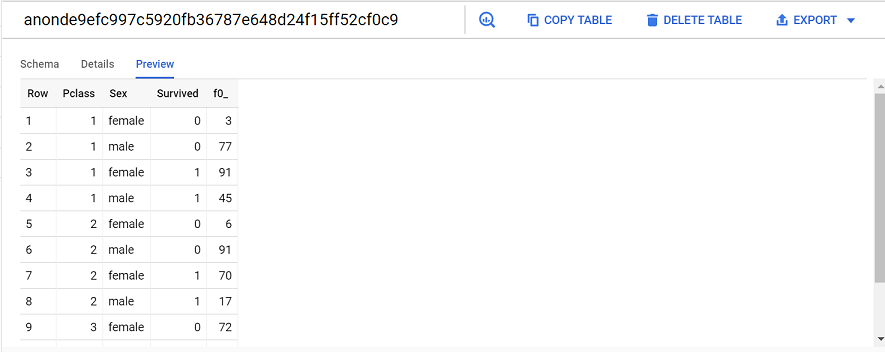 anonde9efc997c5920fb36787e648d24f15ff52cf0c9 COPY TABLE DELETE TABLE EXPORT
Schema Details Preview
Row Pclass Sex Survived f0_
1 1 female 0 3
2 1 male 0 77
3 1 female 1 91
4 1 male 1 45
5 2 female 0 6
6 2 male 0 91
7 2 female 1 70
8 2 male 1 17
9 3 female 0 72